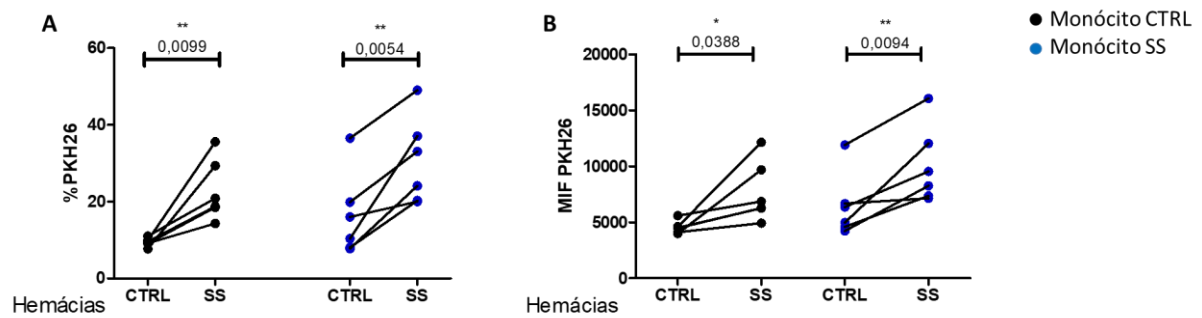 A
**
0,0099
**
0,0054
%PKH26
60
40
20
0
CTRL SS CTRL SS
Hemácias
B
*
0,0388
**
0,0094
MIF PKH26
20000
15000
10000
5000
0
CTRL SS CTRL SS
Hemácias
Monócito CTRL
Monócito SS